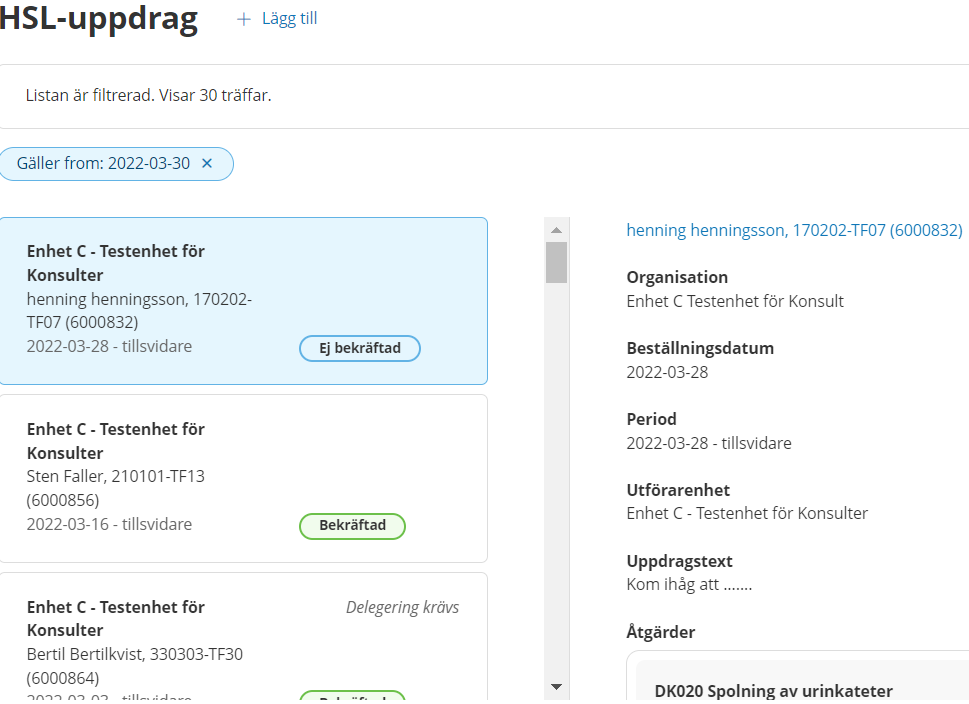 HSL-uppdrag
+ Lägg till
Listan är filtrerad. Visar 30 träffar.
Gäller from: 2022-03-30 ×
Enhet C - Testenhet för
Konsulter
henning henningsson, 170202-
TF07 (6000832)
2022-03-28 - tillsvidare
Ej bekräftad
Enhet C - Testenhet för
Konsulter
Sten Faller, 210101-TF13
(6000856)
2022-03-16 - tillsvidare
Bekräftad
Enhet C - Testenhet för
Konsulter
Delegering krävs
Bertil Bertilkvist, 330303-TF30
(6000864)
2022-03-03 - tillsvidare
Bekräftad
henning henningsson, 170202-TF07 (6000832)
Organisation
Enhet C Testenhet för Konsult
Beställningsdatum
2022-03-28
Period
2022-03-28 - tillsvidare
Utförarenhet
Enhet C - Testenhet för Konsulter
Uppdragstext
Kom ihåg att .......
Åtgärder
DK020 Spolning av urinkateter